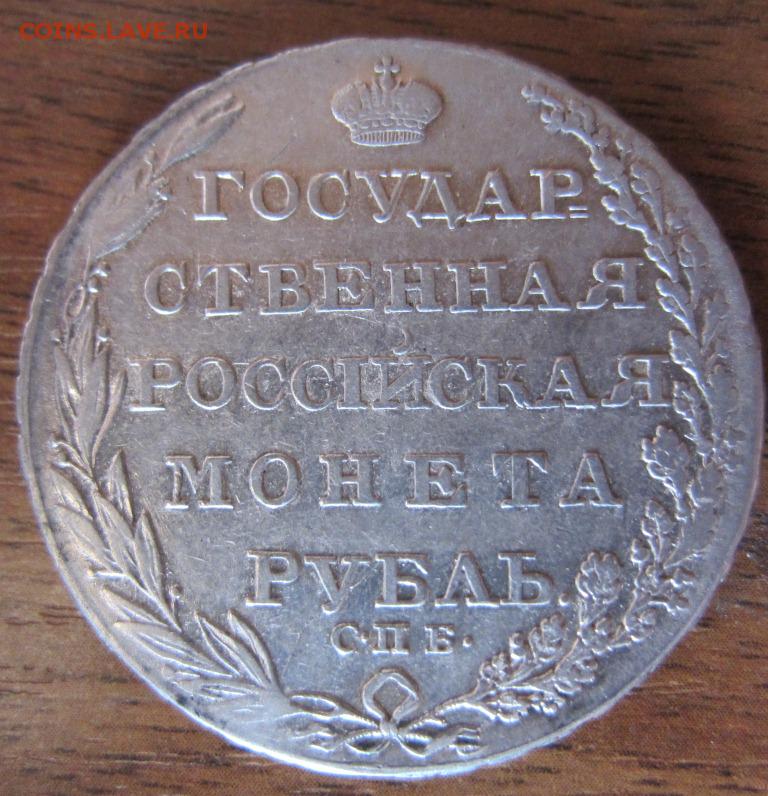 COINS.LAVE.RU
ГОСУДАР=
СТВЕННАЯ
РОССІЙСКАЯ
МОНЕТА
РУБЛЬ.
С·П Б·